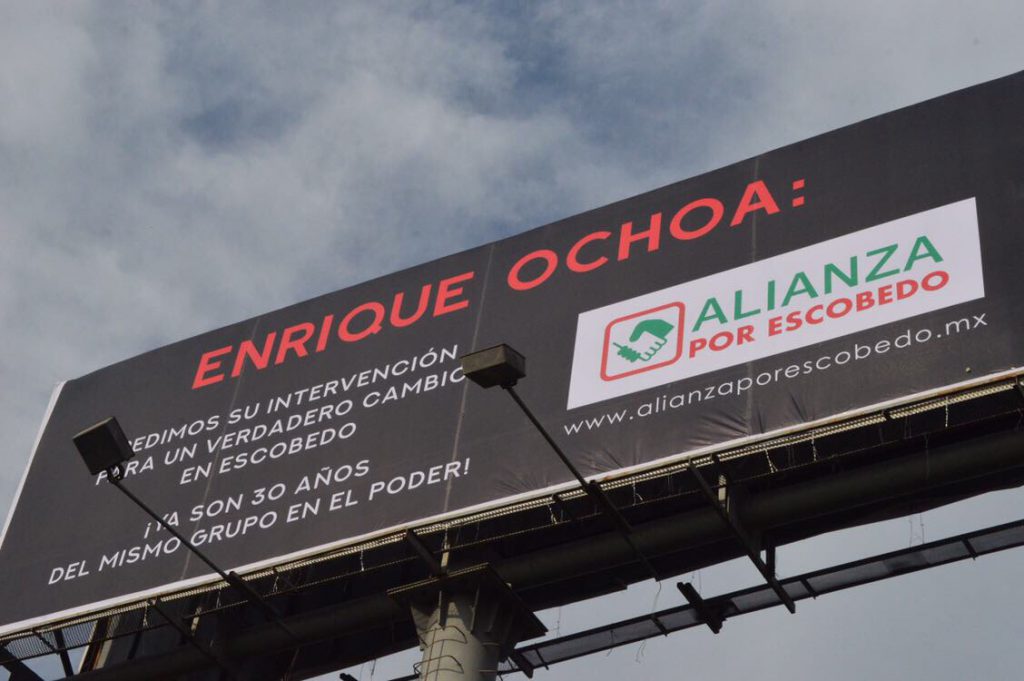 ENRIQUE OCHOA:
PEDIMOS SU INTERVENCIÓN
PARA UN VERDADERO CAMBIO
EN ESCOBEDO
¡YA SON 30 AÑOS
DEL MISMO GRUPO EN EL PODER!
ALIANZA
POR ESCOBEDO
www.alianzaporescobedo.mx